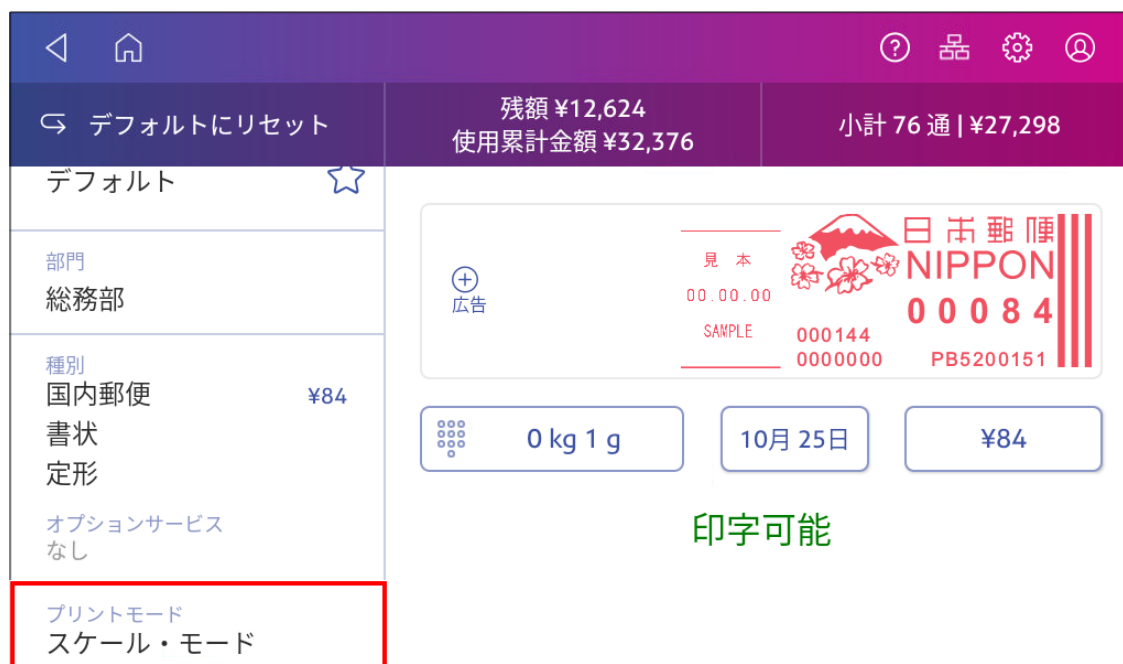 デフォルトにリセット
残額 ¥12,624
使用累計金額 ¥32,376
小計 76 通 | ¥27,298
デフォルト
部門
総務部
種別
国内郵便 ¥84
書状
定形
オプションサービス
なし
プリントモード
スケール・モード
広告
見 本
00.00.00
SAMPLE
日本郵便
NIPPON
00084
000144
0000000 PB5200151
0 kg 1 g
10月 25日
¥84
印字可能